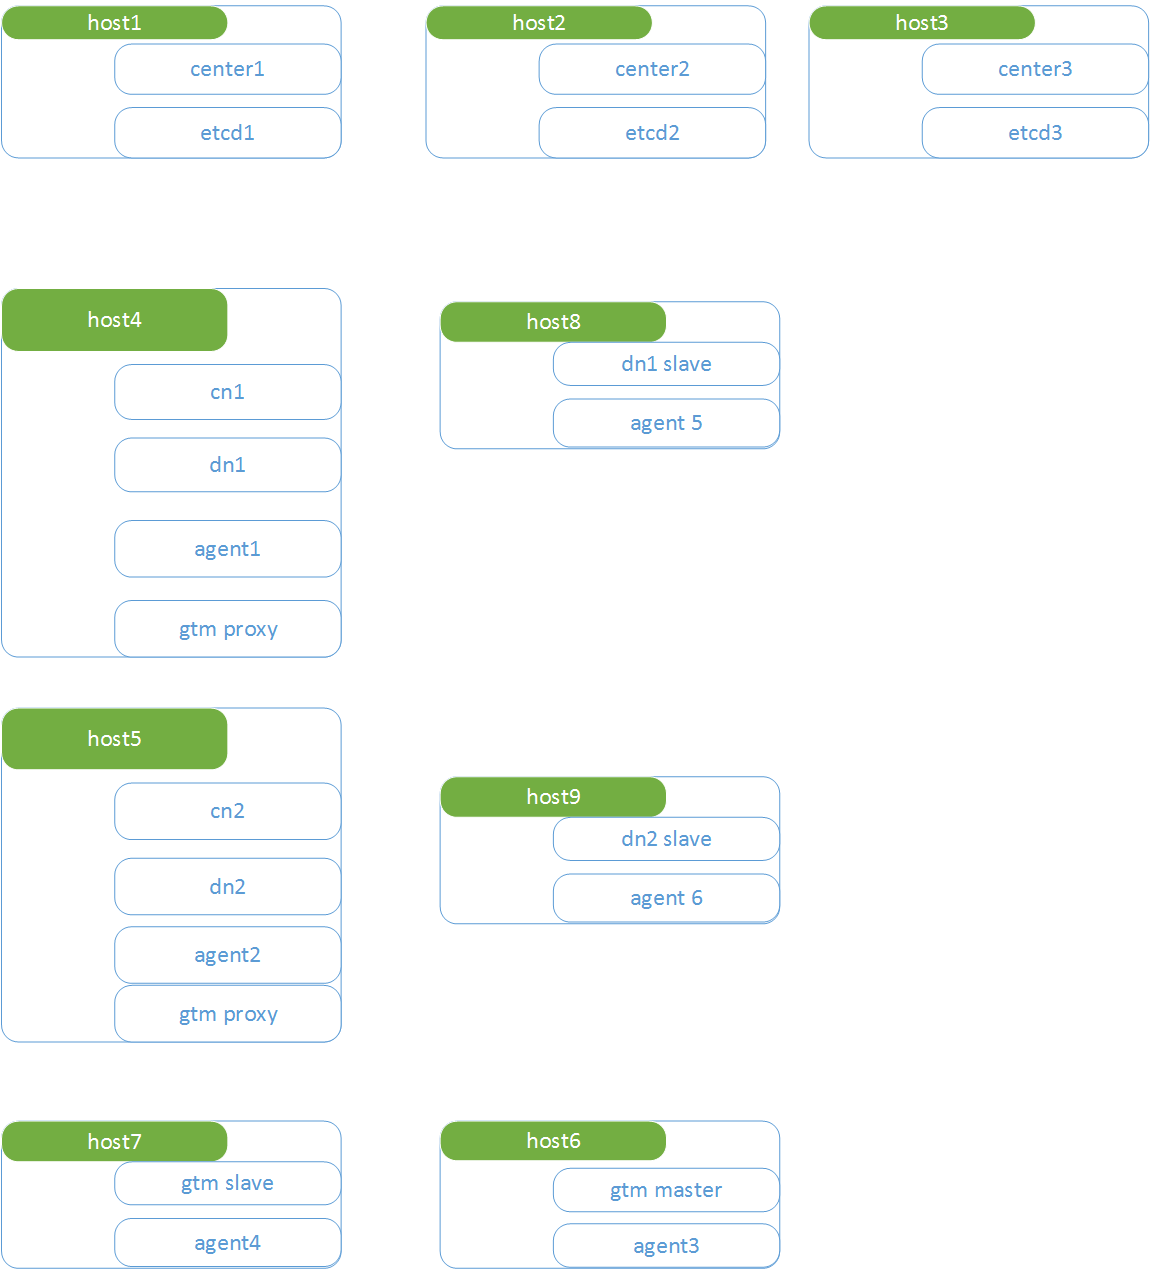 host1
center1
etcd1
host2
center2
etcd2
host3
center3
etcd3
host4
cn1
dn1
agent1
gtm proxy
host8
dn1 slave
agent 5
host5
cn2
dn2
agent2
gtm proxy
host9
dn2 slave
agent 6
host7
gtm slave
agent4
host6
gtm master
agent3